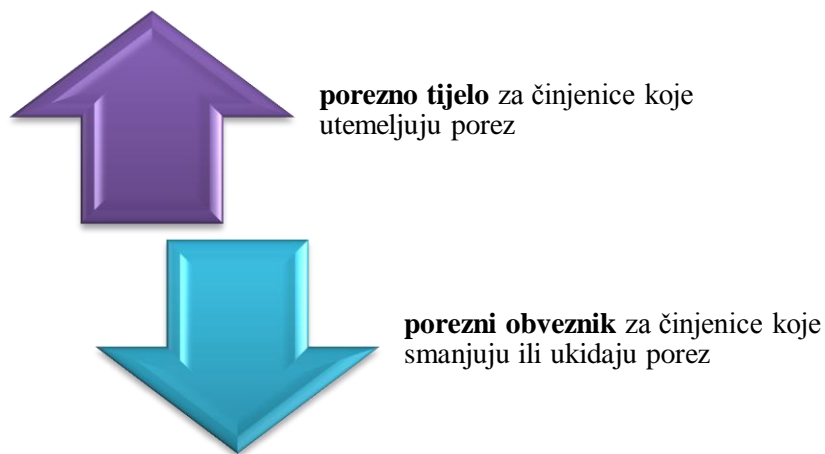 porezno tijelo za činjenice koje
utemeljuju porez
porezni obveznik za činjenice koje
smanjuju ili ukidaju porez